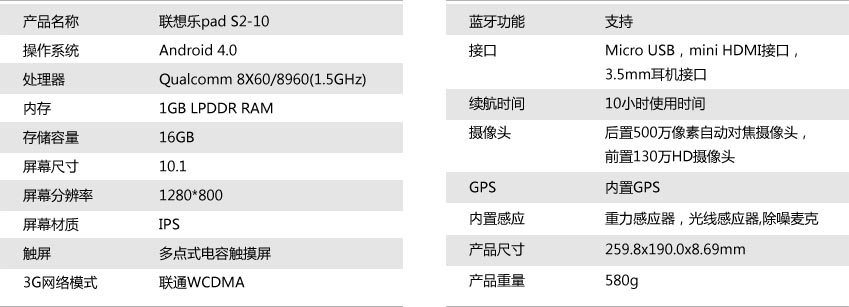 产品名称 联想乐pad S2-10
操作系统 Android 4.0
处理器 Qualcomm 8X60/8960(1.5GHz)
内存 1GB LPDDR RAM
存储容量 16GB
屏幕尺寸 10.1
屏幕分辨率 1280*800
屏幕材质 IPS
触屏 多点式电容触摸屏
3G网络模式 联通WCDMA
蓝牙功能 支持
接口 Micro USB，mini HDMI接口，
3.5mm耳机接口
续航时间 10小时使用时间
摄像头 后置500万像素自动对焦摄像头，
前置130万HD摄像头
GPS 内置GPS
内置感应 重力感应器，光线感应器,除噪麦克
产品尺寸 259.8x190.0x8.69mm
产品重量 580g